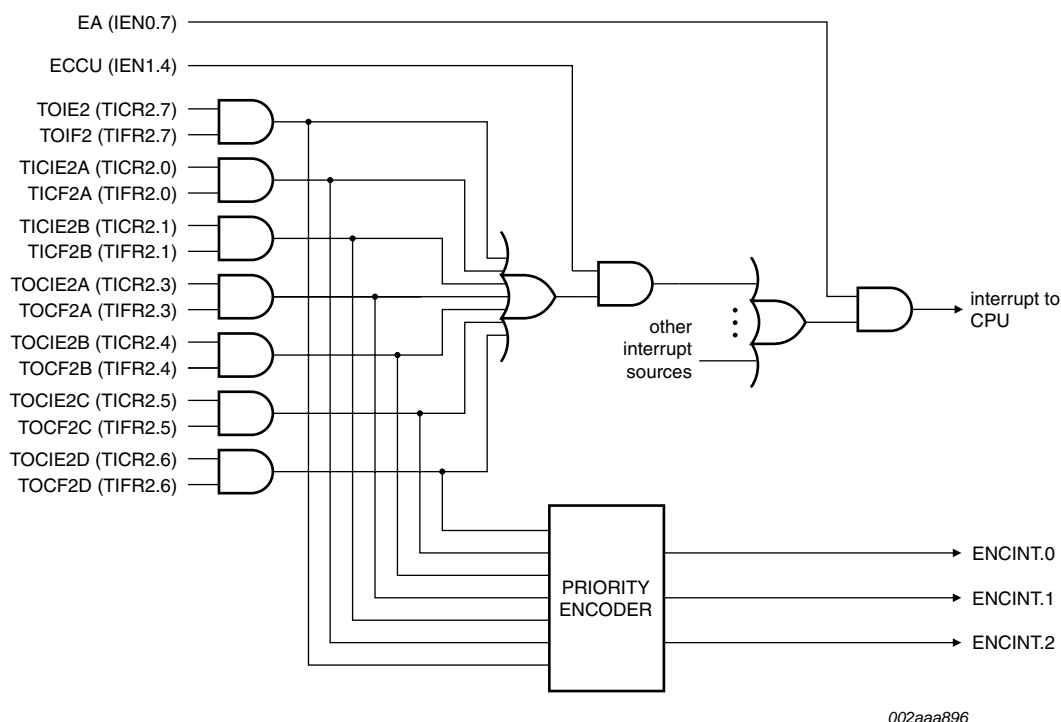 EA (IEN0.7)
ECCU (IEN1.4)
TOIE2 (TICR2.7)
TOIF2 (TIFR2.7)
TICIE2A (TICR2.0)
TICF2A (TIFR2.0)
TICIE2B (TICR2.1)
TICF2B (TIFR2.1)
TOCIE2A (TICR2.3)
TOCF2A (TIFR2.3)
TOCIE2B (TICR2.4)
TOCF2B (TIFR2.4)
TOCIE2C (TICR2.5)
TOCF2C (TIFR2.5)
TOCIE2D (TICR2.6)
TOCF2D (TIFR2.6)
other
interrupt
sources
interrupt to
CPU
PRIORITY
ENCODER
ENCINT.0
ENCINT.1
ENCINT.2
002aaa896